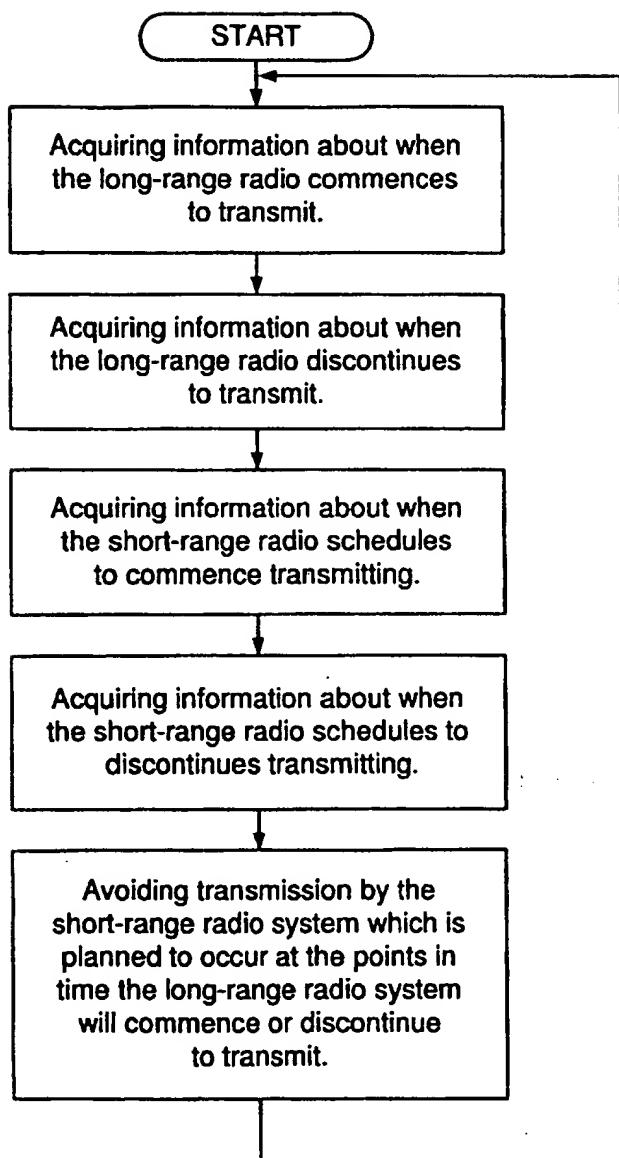 START
Acquiring information about when
the long-range radio commences
to transmit.
Acquiring information about when
the long-range radio discontinues
to transmit.
Acquiring information about when
the short-range radio schedules
to commence transmitting.
Acquiring information about when
the short-range radio schedules to
discontinues transmitting.
Avoiding transmission by the
short-range radio system which is
planned to occur at the points in
time the long-range radio system
will commence or discontinue
to transmit.